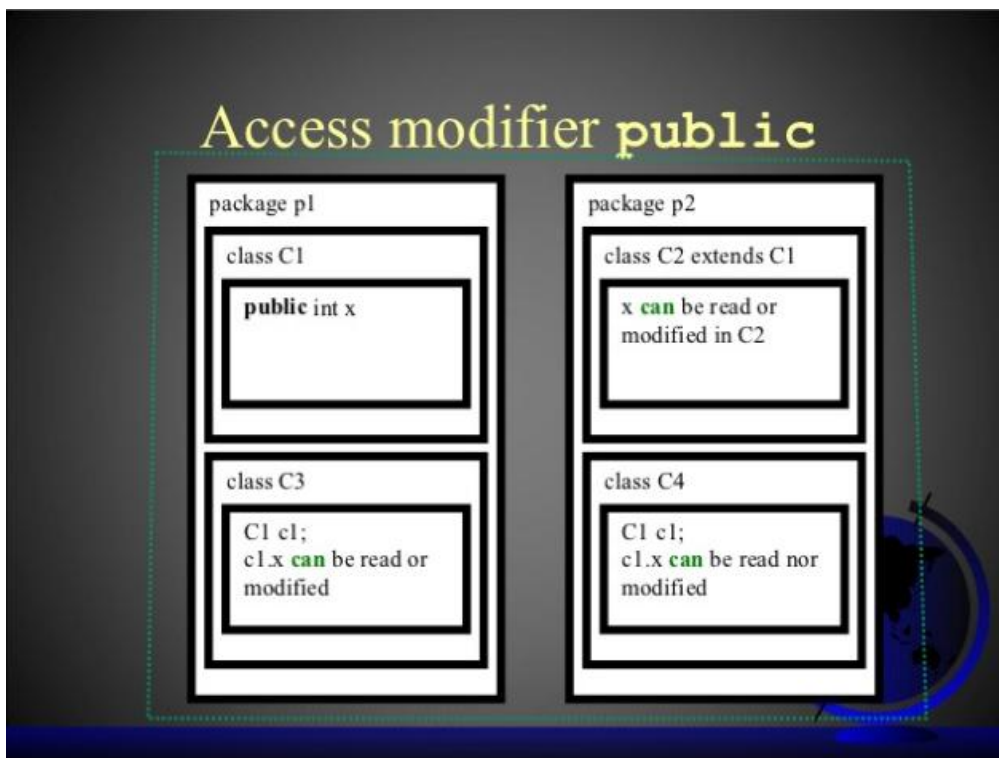 Access modifier public
package p1
class C1
public int x
class C3
C1 c1;
c1.x can be read or
modified
package p2
class C2 extends C1
x can be read or
modified in C2
class C4
C1 c1;
c1.x can be read nor
modified